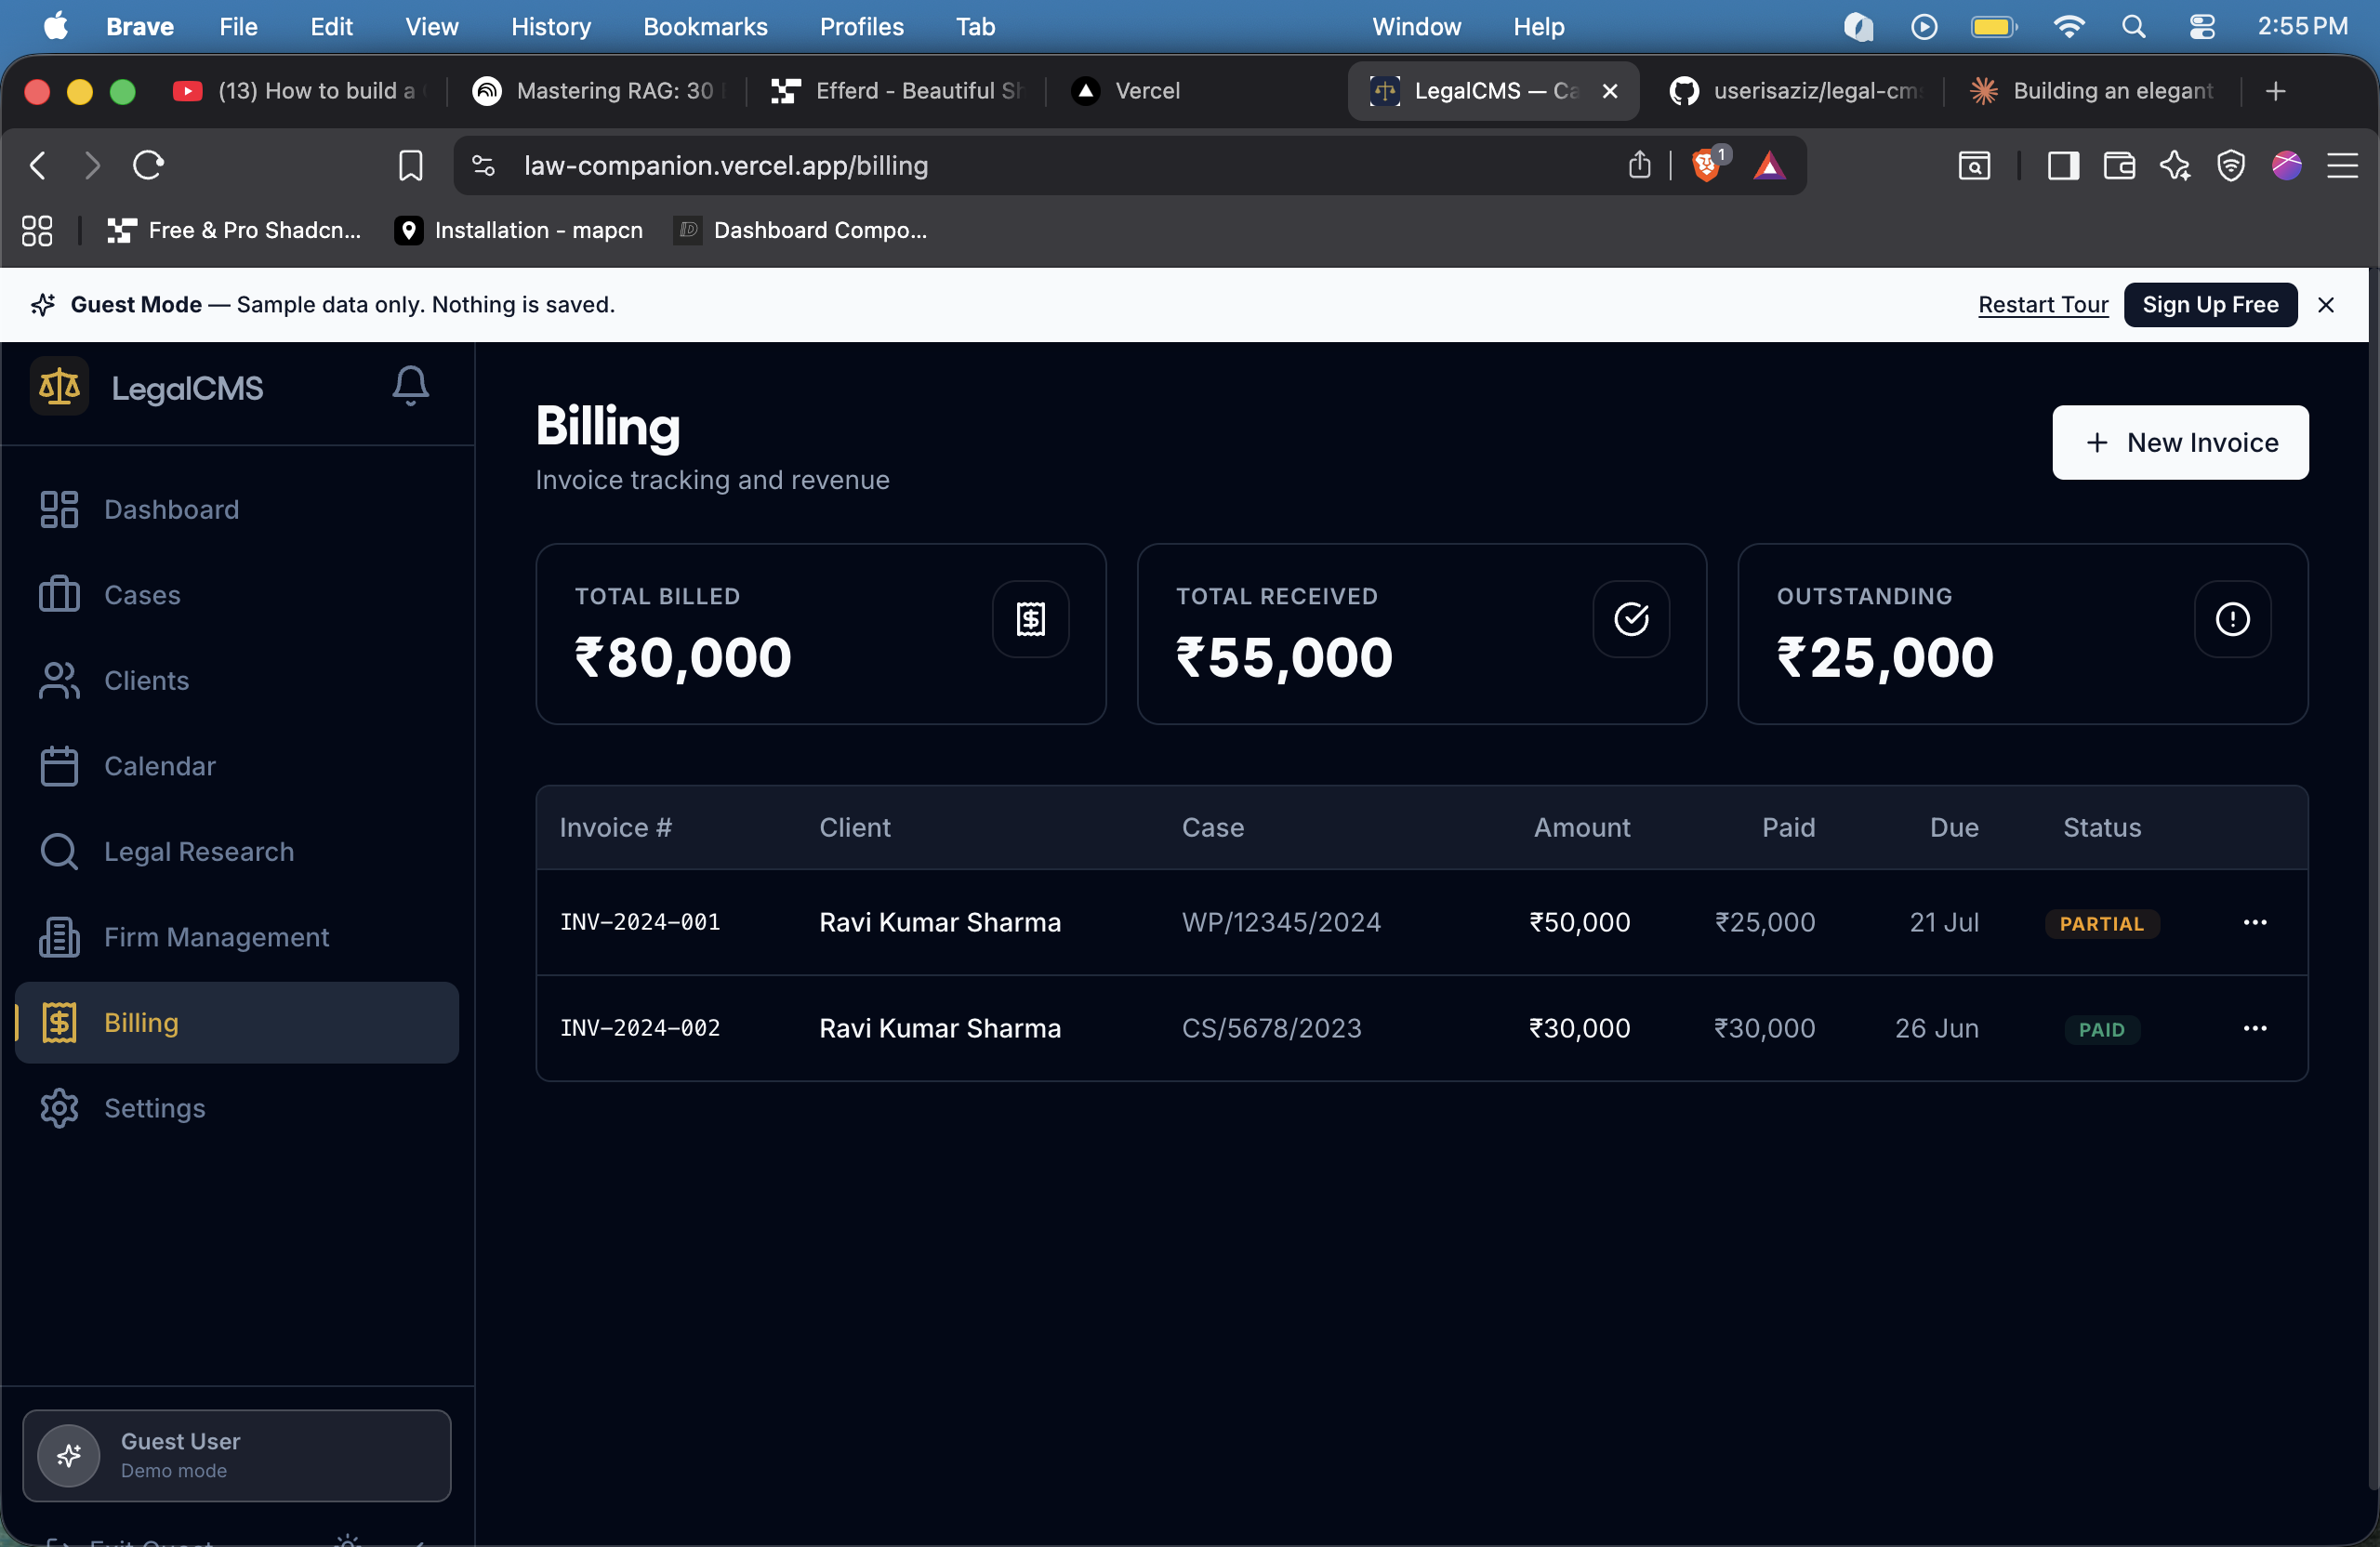 Brave File Edit View History Bookmarks Profiles Tab Window Help 2:55 PM
(13) How to build a Mastering RAG: 30 Efferd - Beautiful Vercel LegalCMS — Ca userisaziz/legal-cms Building an elegant
law-companion.vercel.app/billing 1
Free & Pro Shadcn... Installation - mapcn Dashboard Compo...
Guest Mode — Sample data only. Nothing is saved. Restart Tour Sign Up Free
LegalCMS
Dashboard
Cases
Clients
Calendar
Legal Research
Firm Management
Billing
Settings
Guest User
Demo mode
Exit Guest
Billing
Invoice tracking and revenue
+ New Invoice
TOTAL BILLED
₹80,000
TOTAL RECEIVED
₹55,000
OUTSTANDING
₹25,000
Invoice # Client Case Amount Paid Due Status
INV-2024-001 Ravi Kumar Sharma WP/12345/2024 ₹50,000 ₹25,000 21 Jul PARTIAL
INV-2024-002 Ravi Kumar Sharma CS/5678/2023 ₹30,000 ₹30,000 26 Jun PAID